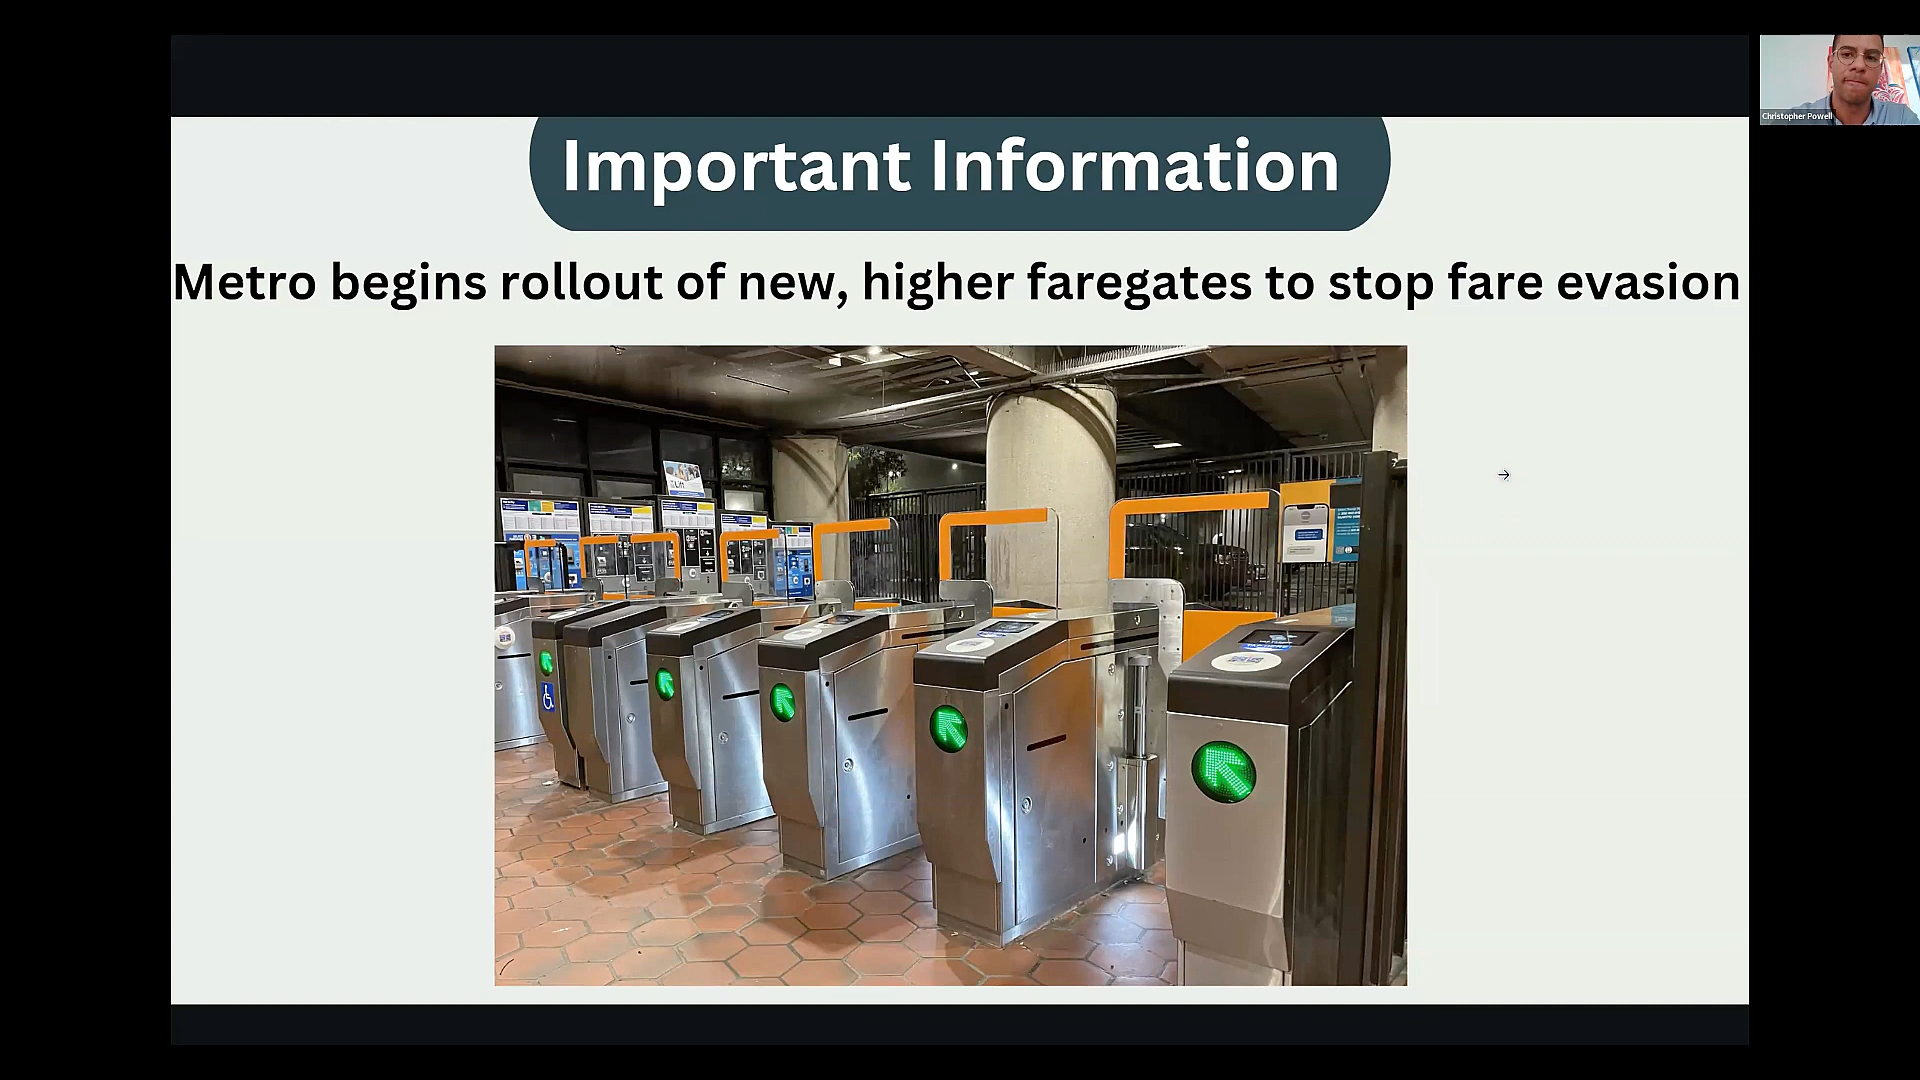 Important Information
Metro begins rollout of new, higher faregates to stop fare evasion
Christopher Powell